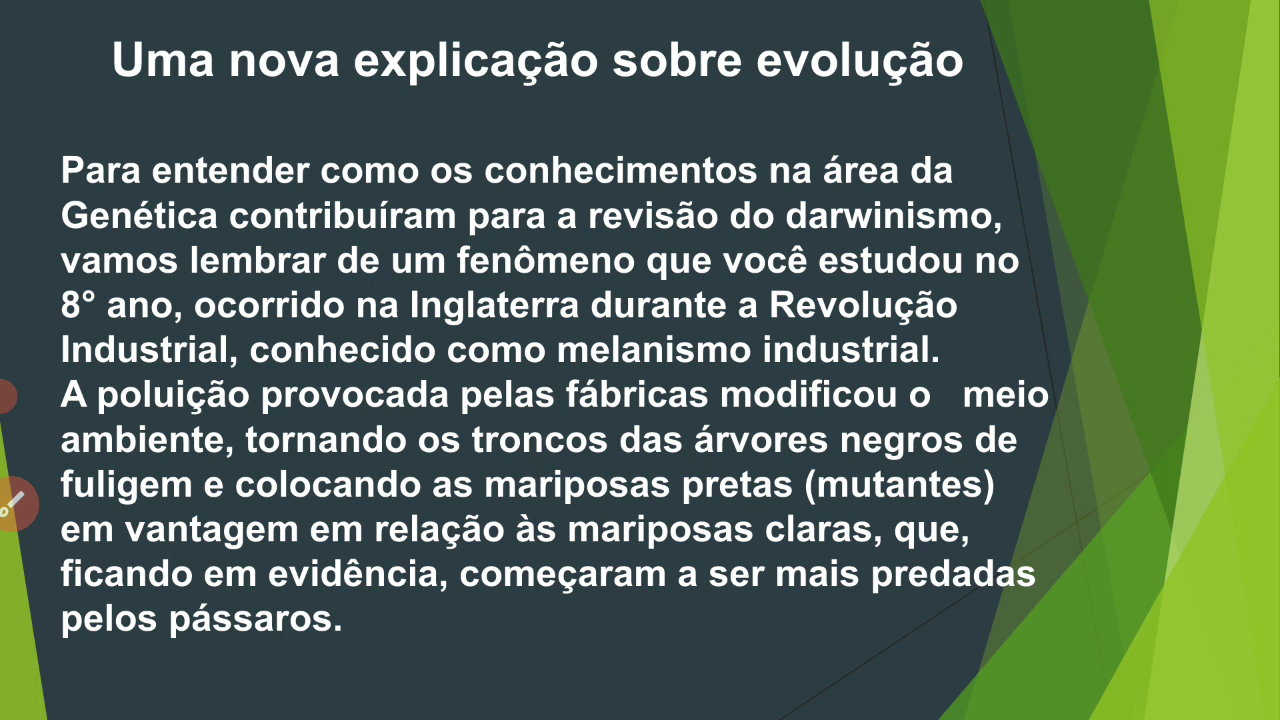 Uma nova explicação sobre evolução
Para entender como os conhecimentos na área da
Genética contribuíram para a revisão do darwinismo,
vamos lembrar de um fenômeno que você estudou no
8° ano, ocorrido na Inglaterra durante a Revolução
Industrial, conhecido como melanismo industrial.
A poluição provocada pelas fábricas modificou o   meio
ambiente, tornando os troncos das árvores negros de
fuligem e colocando as mariposas pretas (mutantes)
em vantagem em relação às mariposas claras, que,
ficando em evidência, começaram a ser mais predadas
pelos pássaros.